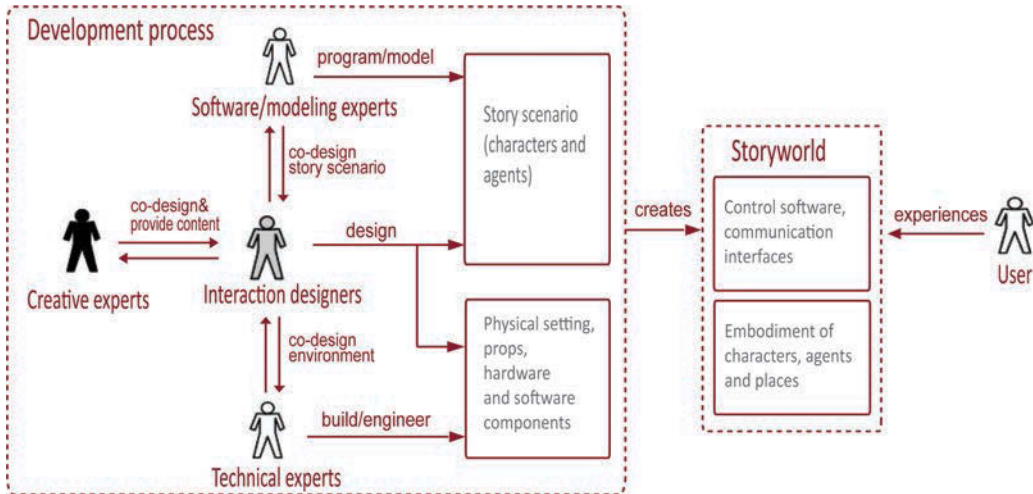 Development process
program/model
Software/modeling experts
Story scenario
(characters and
agents)
co-design
story scenario
Storyworld
co-design&
provide content
design
creates
Control software,
communication
interfaces
experiences
User
Creative experts
Interaction designers
Physical setting,
props,
hardware
and software
components
co-design
environment
Embodiment of
characters, agents
and places
build/engineer
Technical experts